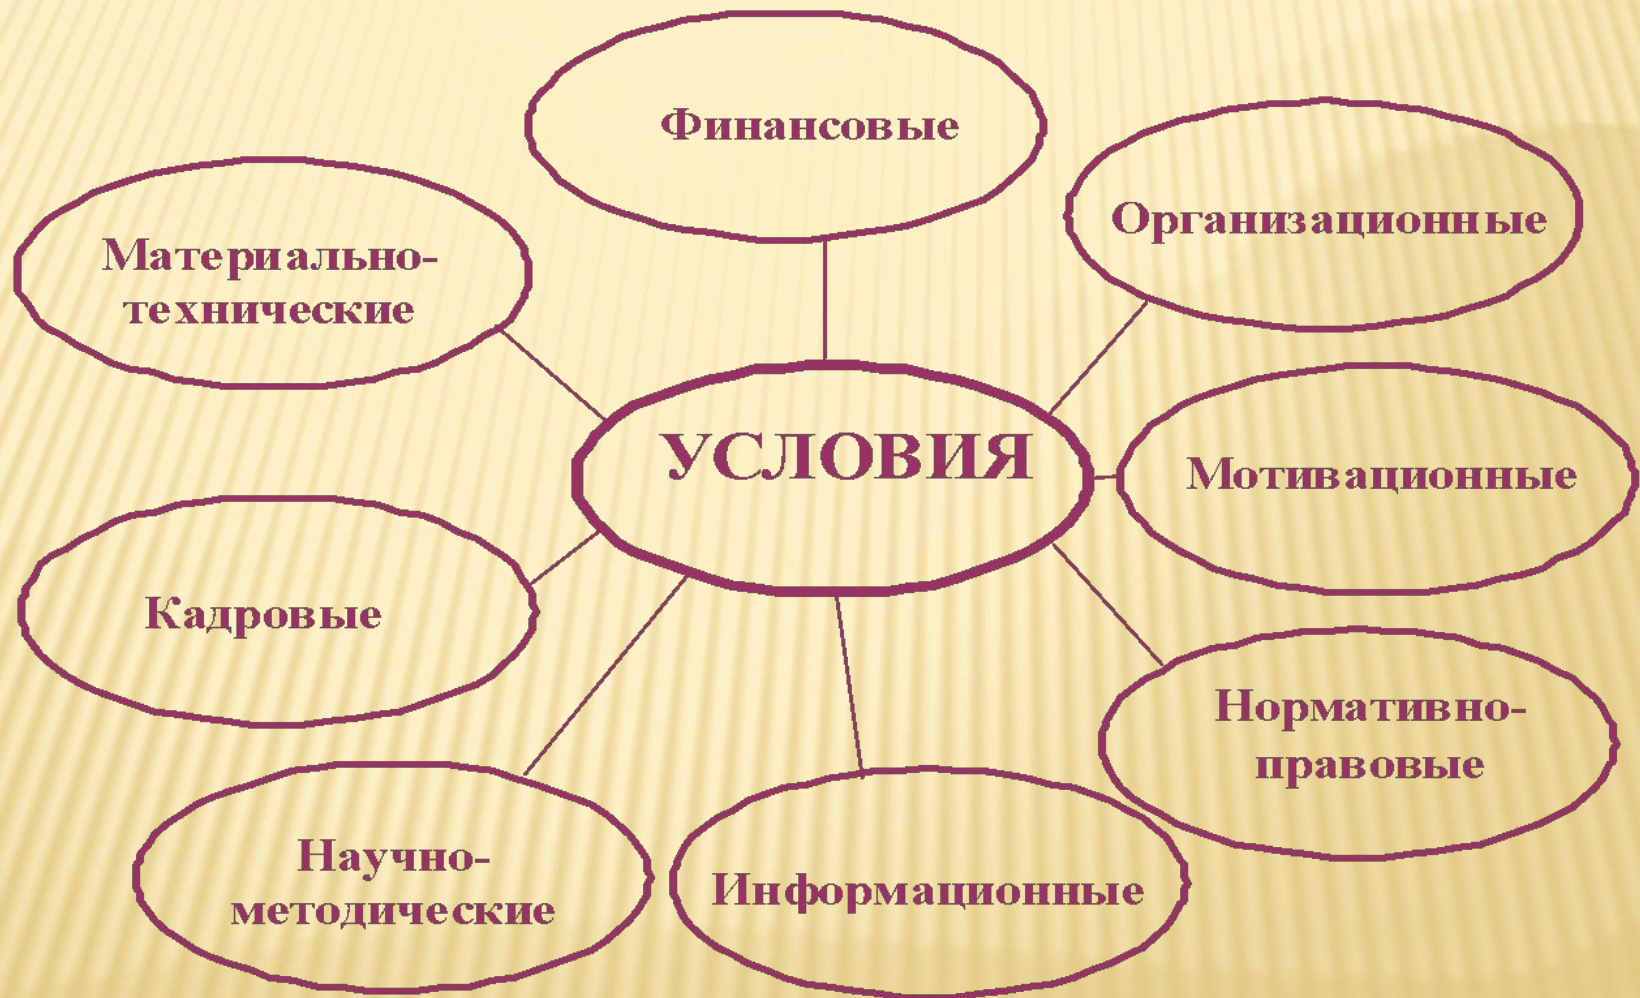 Финансовые
Организационные
Материально-
технические
УСЛОВИЯ
Мотивационные
Кадровые
Нормативно-
правовые
Научно-
методические
Информационные